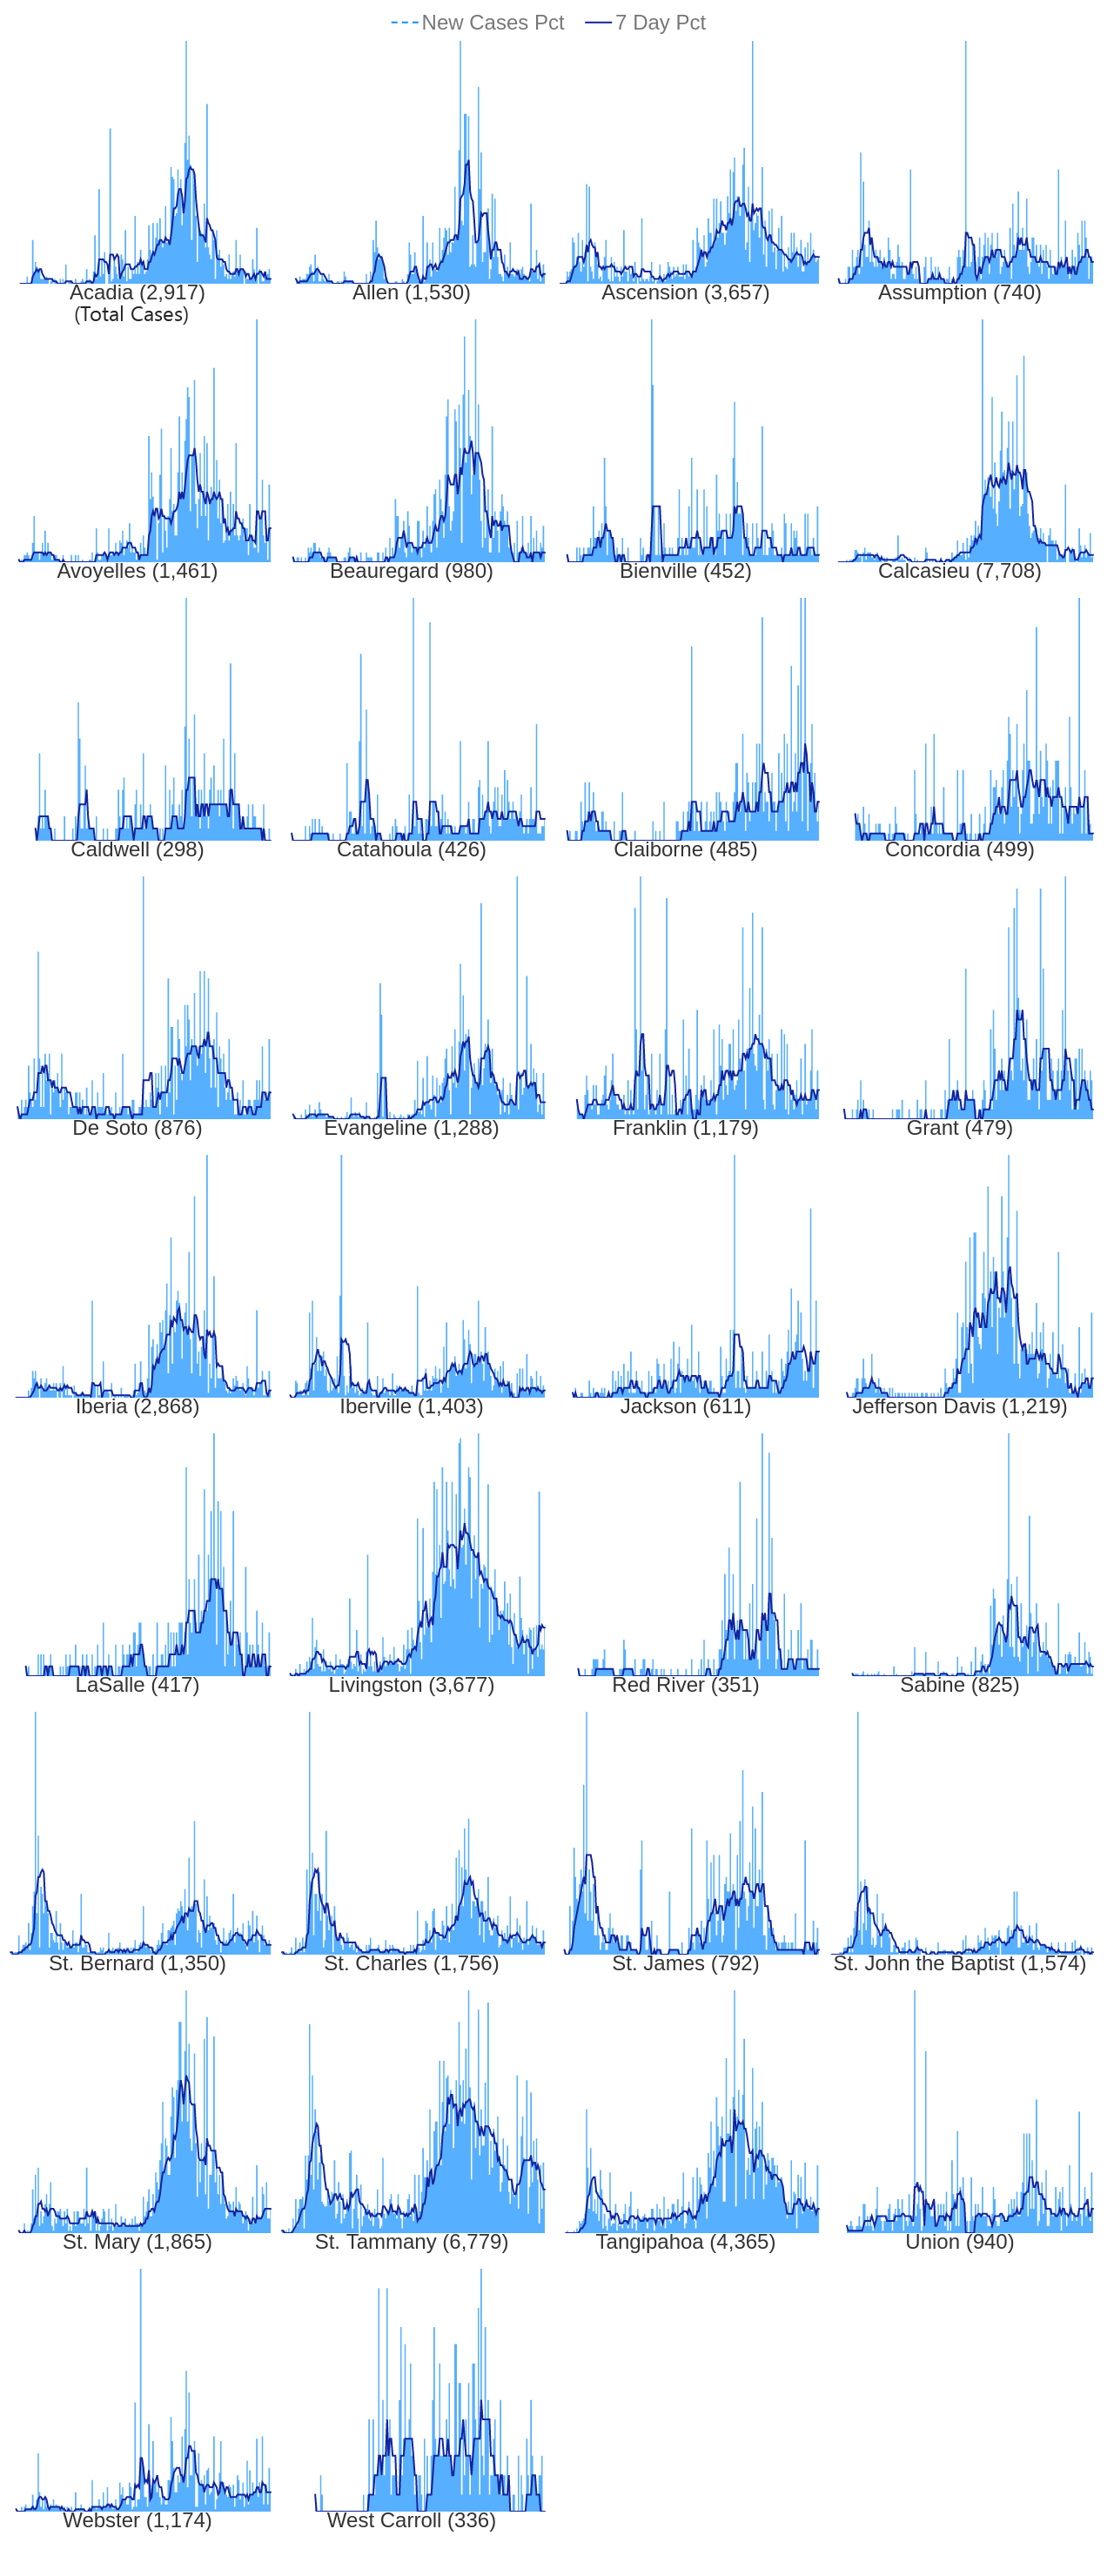 New Cases Pct 7 Day Pct
Acadia (2,917) Allen (1,530) Ascension (3,657) Assumption (740)
(Total Cases)
Avoyelles (1,461) Beauregard (980) Bienville (452) Calcasieu (7,708)
Caldwell (298) Catahoula (426) Claiborne (485) Concordia (499)
De Soto (876) Evangeline (1,288) Franklin (1,179) Grant (479)
Iberia (2,868) Iberville (1,403) Jackson (611) Jefferson Davis (1,219)
LaSalle (417) Livingston (3,677) Red River (351) Sabine (825)
St. Bernard (1,350) St. Charles (1,756) St. James (792) St. John the Baptist (1,574)
St. Mary (1,865) St. Tammany (6,779) Tangipahoa (4,365) Union (940)
Webster (1,174) West Carroll (336)